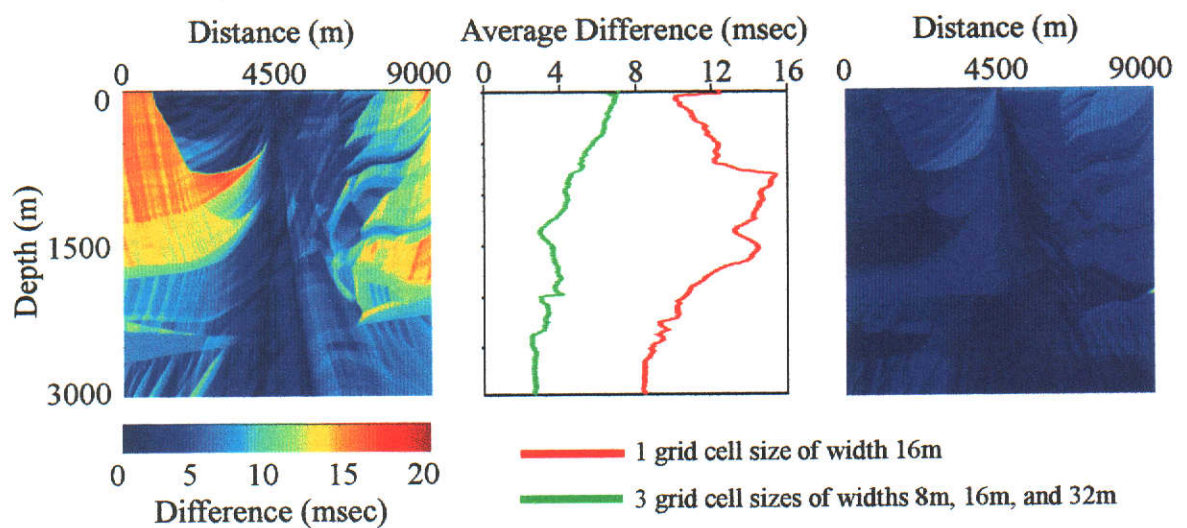 Distance (m)
0 4500 9000
0
1500
3000
Depth (m)
0 5 10 15 20
Difference (msec)
Average Difference (msec)
0 4 8 12 16
Distance (m)
0 4500 9000
1 grid cell size of width 16m
3 grid cell sizes of widths 8m, 16m, and 32m